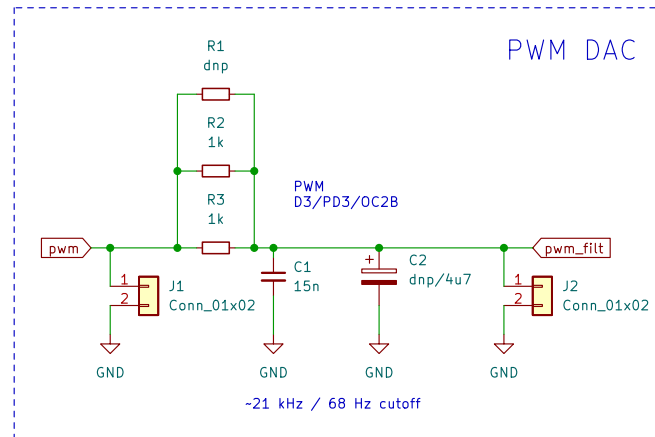 PWM DAC
R1
dnp
R2
1k
R3
1k
PWM
D3/PD3/OC2B
pwm
pwm_filt
1
2
J1
Conn_01x02
C1
15n
+
C2
dnp/4u7
1
2
J2
Conn_01x02
GND
GND
GND
GND
~21 kHz / 68 Hz cutoff